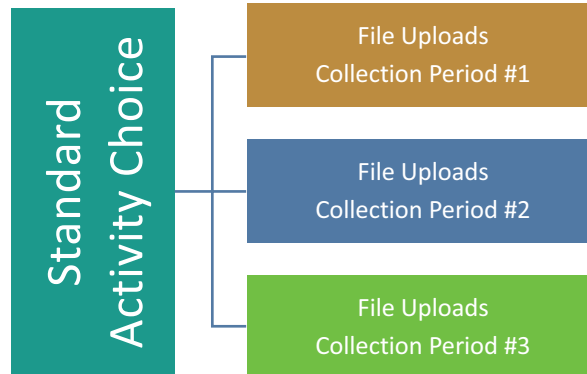 Standard
Activity Choice
File Uploads
Collection Period #1
File Uploads
Collection Period #2
File Uploads
Collection Period #3